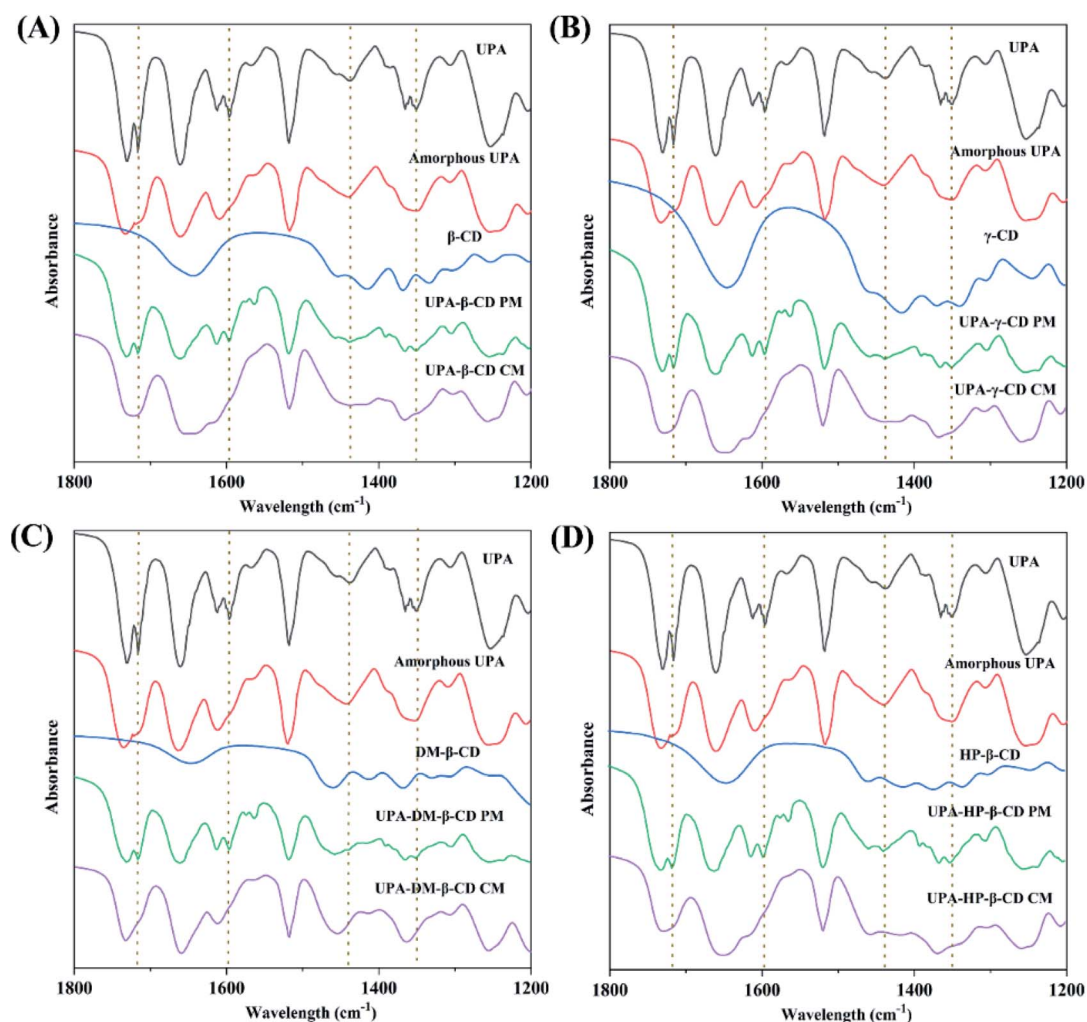 (A)
UPA
Amorphous UPA
β-CD
UPA-β-CD PM
UPA-β-CD CM
Absorbance
1800 1600 1400 1200
Wavelength (cm⁻¹)
(B)
UPA
Amorphous UPA
γ-CD
UPA-γ-CD PM
UPA-γ-CD CM
Absorbance
1800 1600 1400 1200
Wavelength (cm⁻¹)
(C)
UPA
Amorphous UPA
DM-β-CD
UPA-DM-β-CD PM
UPA-DM-β-CD CM
Absorbance
1800 1600 1400 1200
Wavelength (cm⁻¹)
(D)
UPA
Amorphous UPA
HP-β-CD
UPA-HP-β-CD PM
UPA-HP-β-CD CM
Absorbance
1800 1600 1400 1200
Wavelength (cm⁻¹)